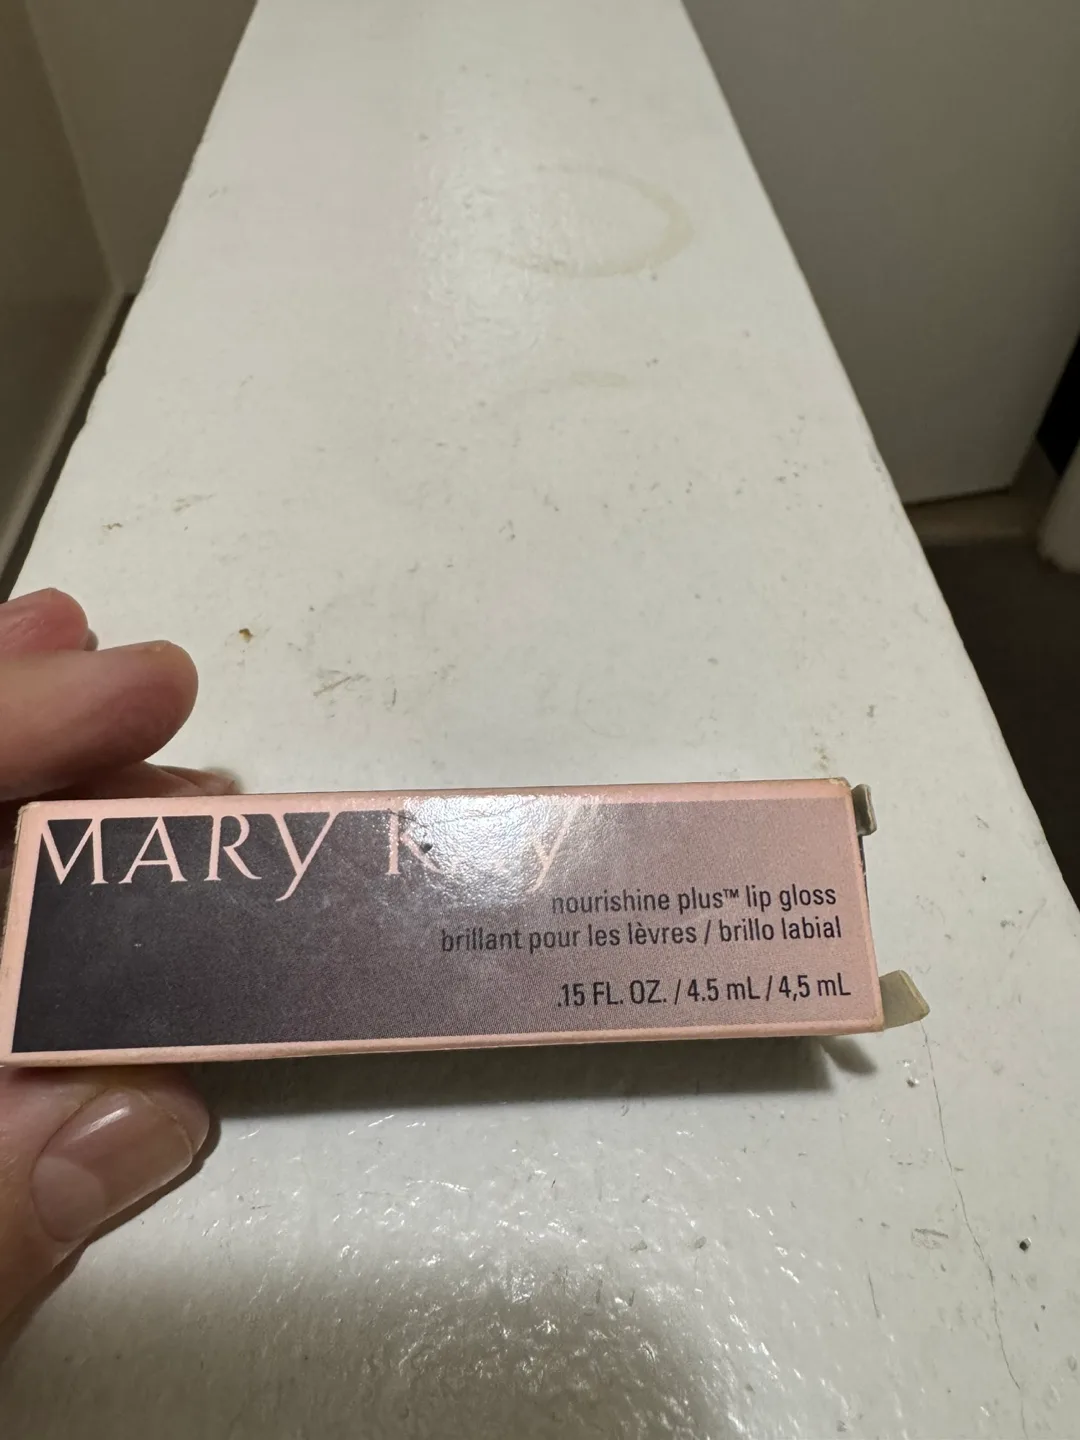 MARY KAY
nourishine plus™ lip gloss
brillant pour les lèvres / brillo labial
.15 FL. OZ. / 4.5 mL / 4,5 mL